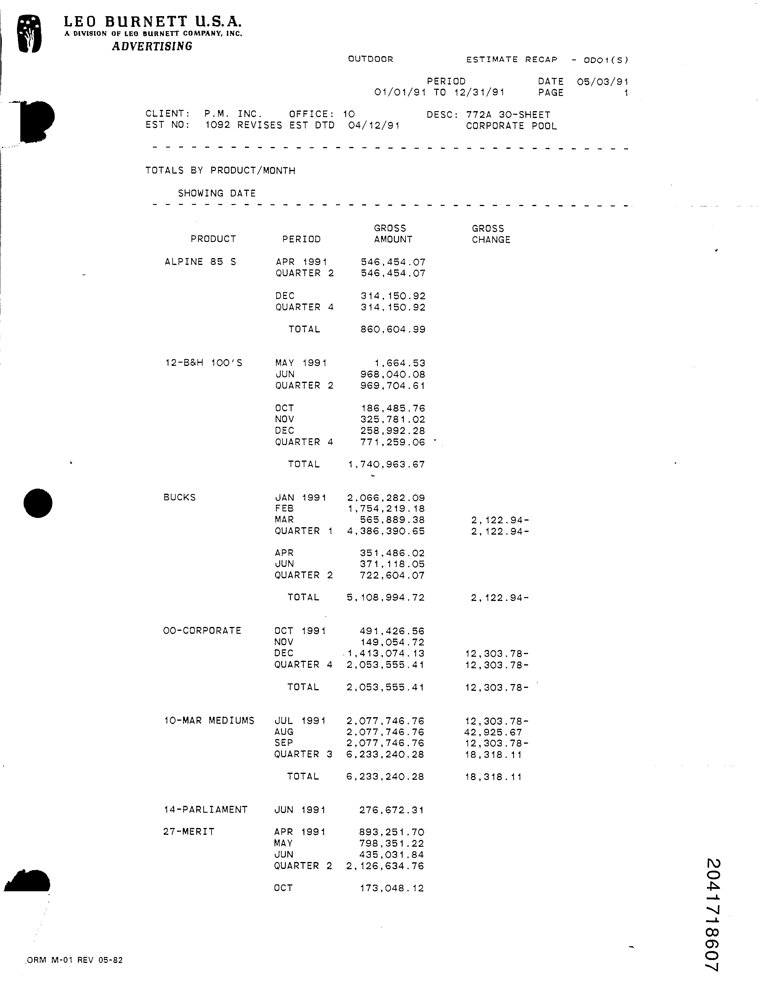 LEO BURNETT U.S.A.
A DIVISION OF LEO BURNETT COMPANY, INC.
ADVERTISING
OUTDOOR ESTIMATE RECAP - OD01(S)
PERIOD DATE 05/03/91
01/01/91 TO 12/31/91 PAGE 1
CLIENT: P.M. INC. OFFICE: 10 DESC: 772A 30-SHEET
EST NO: 1092 REVISES EST DTD 04/12/91 CORPORATE POOL
- - - - - - - - - - - - - - - - - - - - - - - - - - - - - - - - - - - - -
TOTALS BY PRODUCT/MONTH
SHOWING DATE
- - - - - - - - - - - - - - - - - - - - - - - - - - - - - - - - - - - - -
GROSS GROSS
PRODUCT PERIOD AMOUNT CHANGE
ALPINE 85 S APR 1991 546,454.07
QUARTER 2 546,454.07
DEC 314,150.92
QUARTER 4 314,150.92
TOTAL 860,604.99
12-B&H 100'S MAY 1991 1,664.53
JUN 968,040.08
QUARTER 2 969,704.61
OCT 186,485.76
NOV 325,781.02
DEC 258,992.28
QUARTER 4 771,259.06
TOTAL 1,740,963.67
BUCKS JAN 1991 2,066,282.09
FEB 1,754,219.18
MAR 565,889.38 2,122.94-
QUARTER 1 4,386,390.65 2,122.94-
APR 351,486.02
JUN 371,118.05
QUARTER 2 722,604.07
TOTAL 5,108,994.72 2,122.94-
00-CORPORATE OCT 1991 491,426.56
NOV 149,054.72
DEC 1,413,074.13 12,303.78-
QUARTER 4 2,053,555.41 12,303.78-
TOTAL 2,053,555.41 12,303.78-
10-MAR MEDIUMS JUL 1991 2,077,746.76 12,303.78-
AUG 2,077,746.76 42,925.67
SEP 2,077,746.76 12,303.78-
QUARTER 3 6,233,240.28 18,318.11
TOTAL 6,233,240.28 18,318.11
14-PARLIAMENT JUN 1991 276,672.31
27-MERIT APR 1991 893,251.70
MAY 798,351.22
JUN 435,031.84
QUARTER 2 2,126,634.76
OCT 173,048.12
2041718607
ORM M-01 REV 05-82